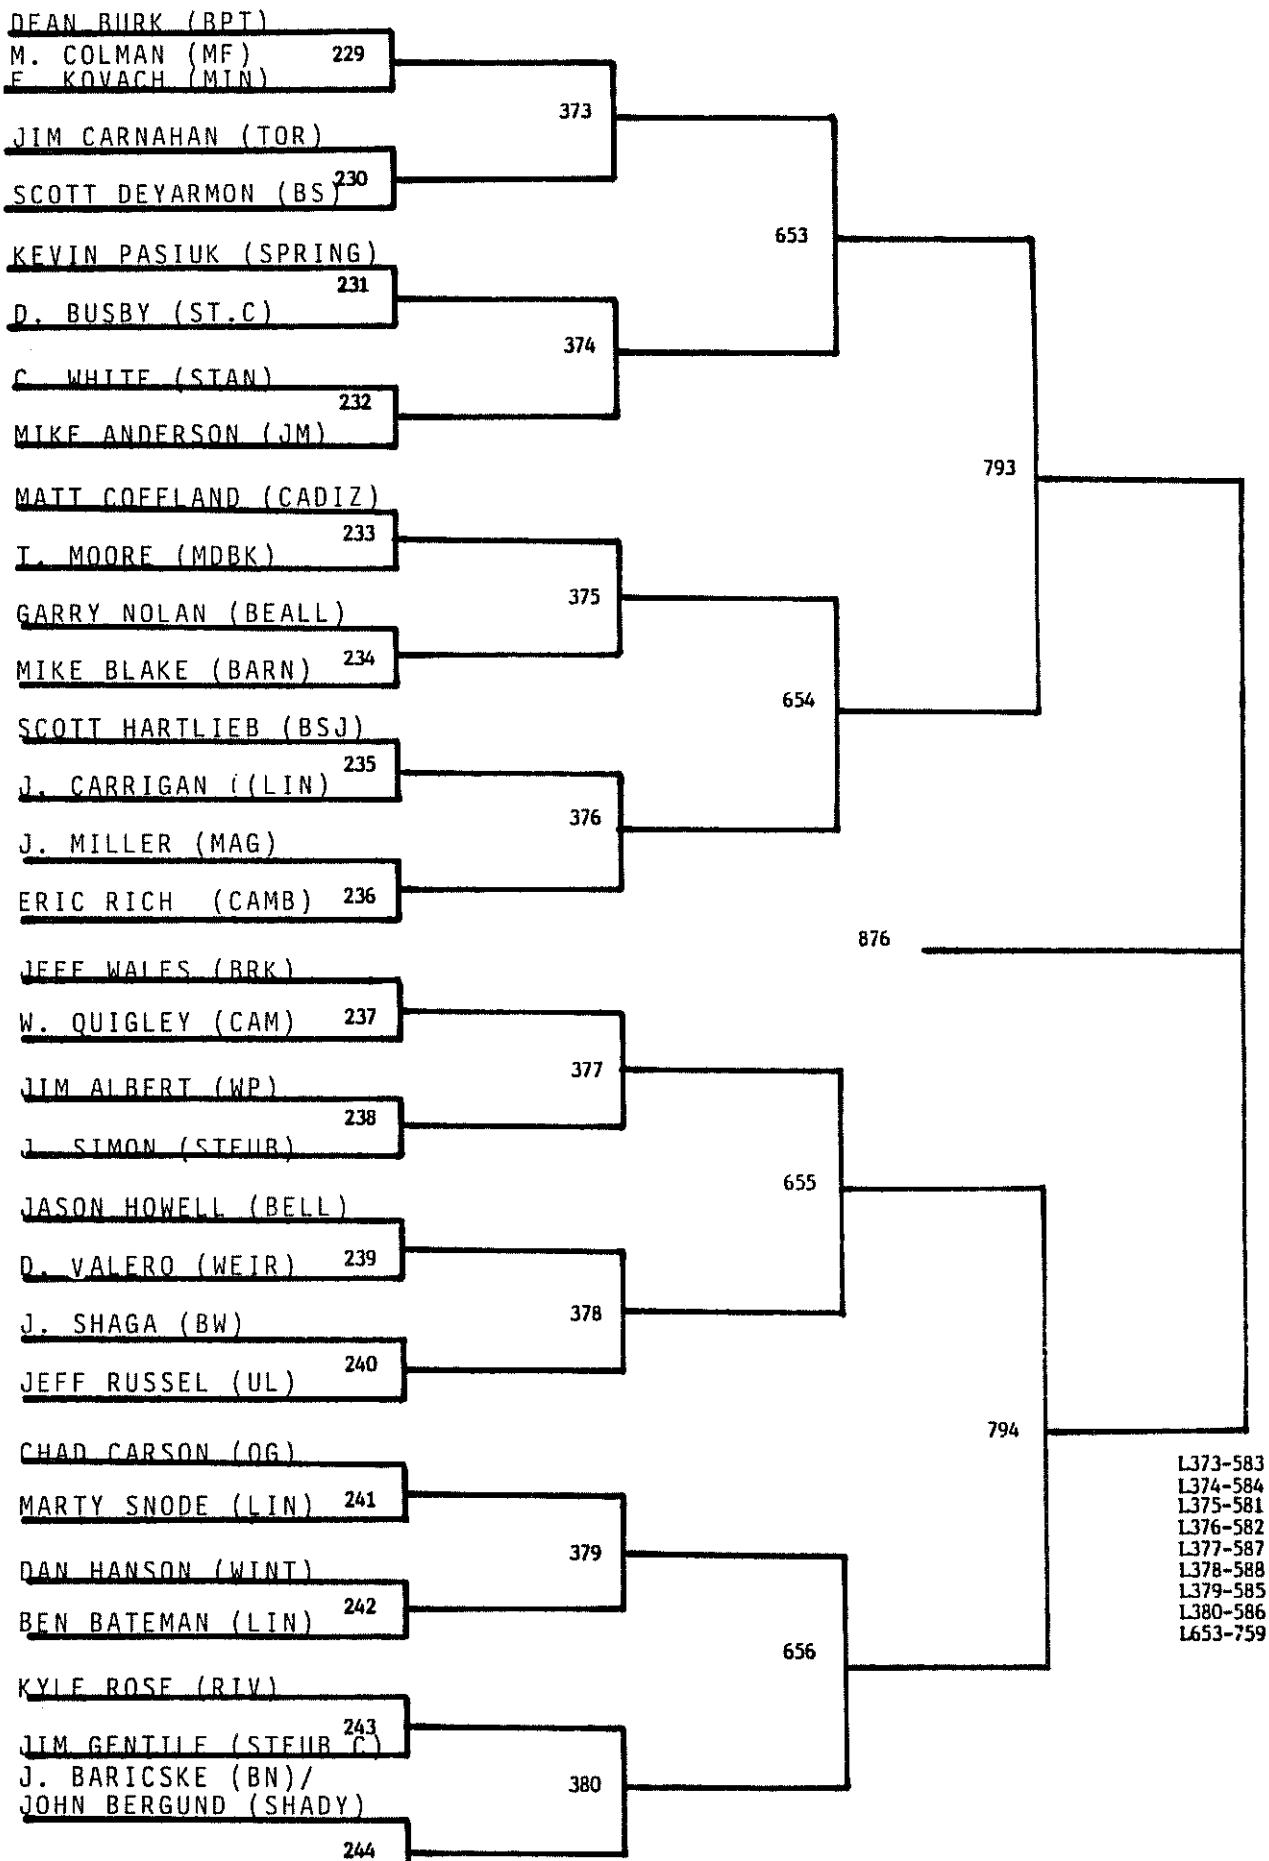 DEAN BURK (BPT)
M. COLMAN (MF)
229
E. KOVACH (MIN)
373
JIM CARNAHAN (TOR)
230
SCOTT DEYARMON (BS)
653
KEVIN PASIUK (SPRING)
231
D. BUSBY (ST.C)
374
C. WHITE (STAN)
232
MIKE ANDERSON (JM)
793
MATT COFFLAND (CADIZ)
233
T. MOORE (MDBK)
375
GARRY NOLAN (BEALL)
234
MIKE BLAKE (BARN)
654
SCOTT HARTLIEB (BSJ)
235
J. CARRIGAN ((LIN)
376
J. MILLER (MAG)
ERIC RICH (CAMB) 236
876
JEFF WALES (BRK)
W. QUIGLEY (CAM) 237
377
JIM ALBERT (WP)
238
J. SIMON (STEUB)
655
JASON HOWELL (BELL)
D. VALERO (WEIR) 239
378
J. SHAGA (BW)
240
JEFF RUSSEL (UL)
794
CHAD CARSON (OG)
MARTY SNODE (LIN) 241
379
DAN HANSON (WINT)
242
BEN BATEMAN (LIN)
656
KYLE ROSE (RIV)
243
JIM GENTILE (STEUB C)
J. BARICSKE (BN)/
380
JOHN BERGUND (SHADY)
244
L373-583
L374-584
L375-581
L376-582
L377-587
L378-588
L379-585
L380-586
L653-759